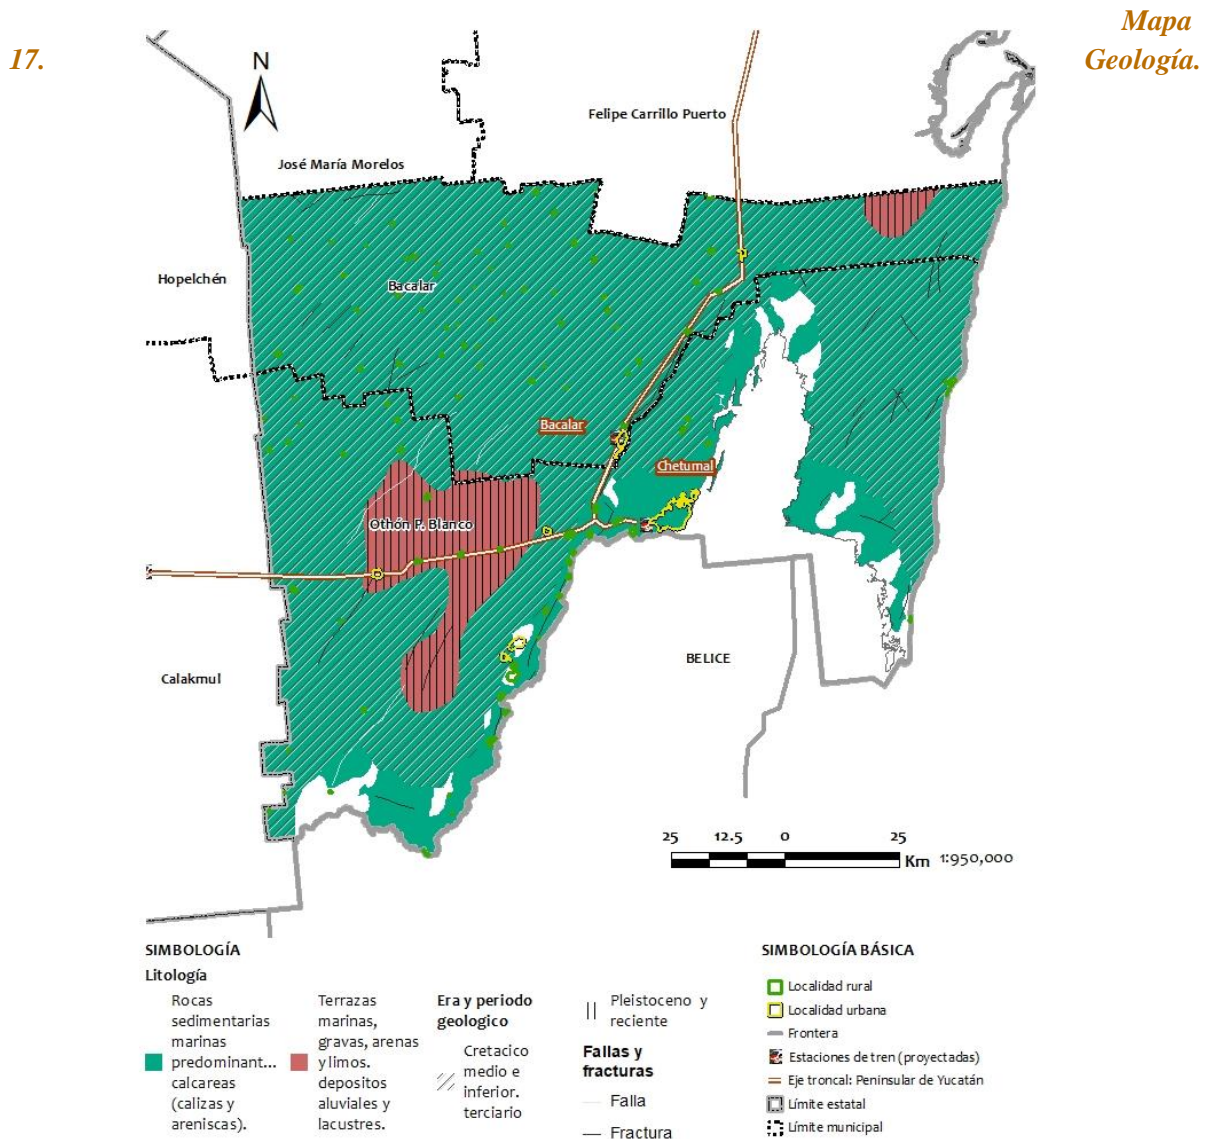 Mapa
17.
Geología.
N
Felipe Carrillo Puerto
José María Morelos
Hopelchén
Bacalar
Bacalar
Chetumal
Othón P. Blanco
BELICE
Calakmul
25 12.5 0 25
Km 1:950,000
SIMBOLOGÍA
Litología
Rocas
sedimentarias
marinas
predominant...
calcareas
(calizas y
areniscas).
Terrazas
marinas,
gravas, arenas
y limos.
depositos
aluviales y
lacustres.
Era y periodo
geologico
Cretacico
medio e
inferior.
terciario
Pleistoceno y
reciente
Fallas y
fracturas
Falla
Fractura
SIMBOLOGÍA BÁSICA
Localidad rural
Localidad urbana
Frontera
Estaciones de tren (proyectadas)
Eje troncal: Peninsular de Yucatán
Límite estatal
Límite municipal